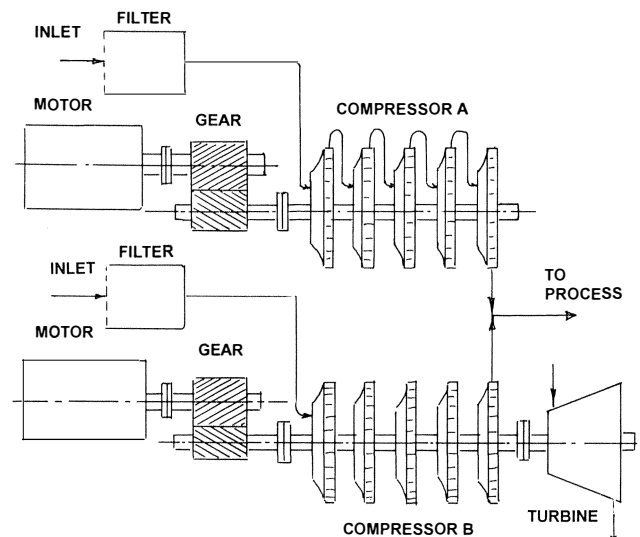 FILTER
INLET
MOTOR
GEAR
COMPRESSOR A
FILTER
INLET
TO
PROCESS
MOTOR
GEAR
COMPRESSOR B
TURBINE